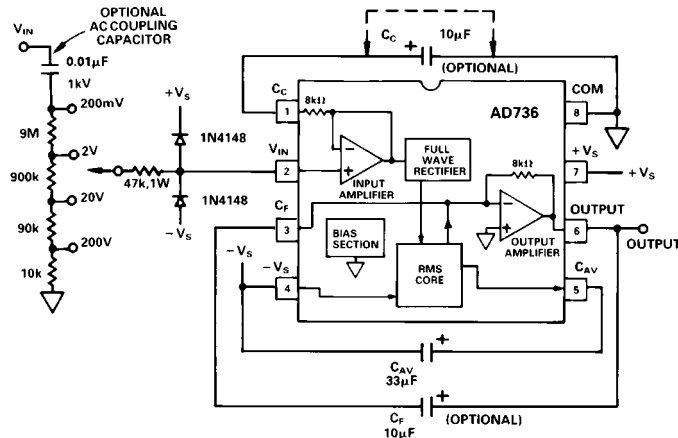 OPTIONAL
AC COUPLING
CAPACITOR
VIN
0.01µF
1kV
200mV
9M
2V
900k
20V
90k
200V
10k
47k,1W
+VS
1N4148
1N4148
−VS
CC
+
10µF
(OPTIONAL)
CC
1
8kΩ
AD736
COM
8
VIN
2
−
+
INPUT
AMPLIFIER
FULL
WAVE
RECTIFIER
8kΩ
+VS
7
+VS
CF
3
BIAS
SECTION
−
+
OUTPUT
AMPLIFIER
OUTPUT
6
OUTPUT
−VS
−VS
4
RMS
CORE
CAV
5
+
CAV
33µF
+
CF
10µF
(OPTIONAL)